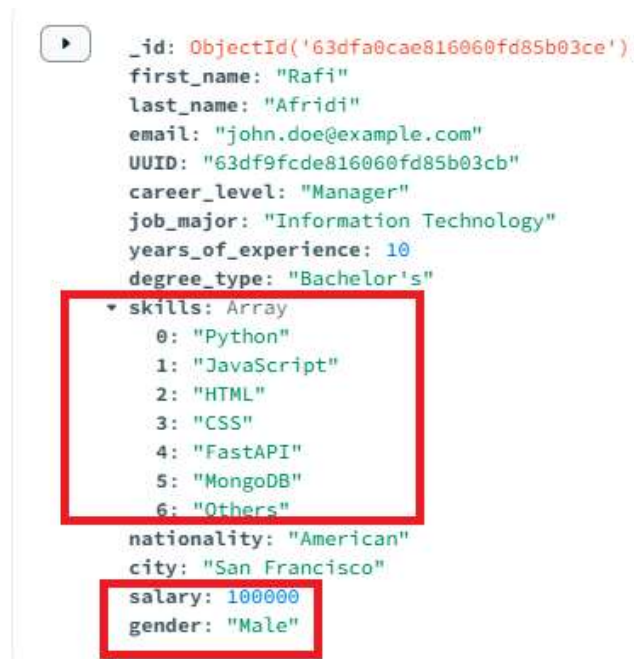 _id: ObjectId('63dfa0cae816060fd85b03ce')
first_name: "Rafi"
last_name: "Afridi"
email: "john.doe@example.com"
UUID: "63df9fcde816060fd85b03cb"
career_level: "Manager"
job_major: "Information Technology"
years_of_experience: 10
degree_type: "Bachelor's"
skills: Array
0: "Python"
1: "JavaScript"
2: "HTML"
3: "CSS"
4: "FastAPI"
5: "MongoDB"
6: "Others"
nationality: "American"
city: "San Francisco"
salary: 100000
gender: "Male"